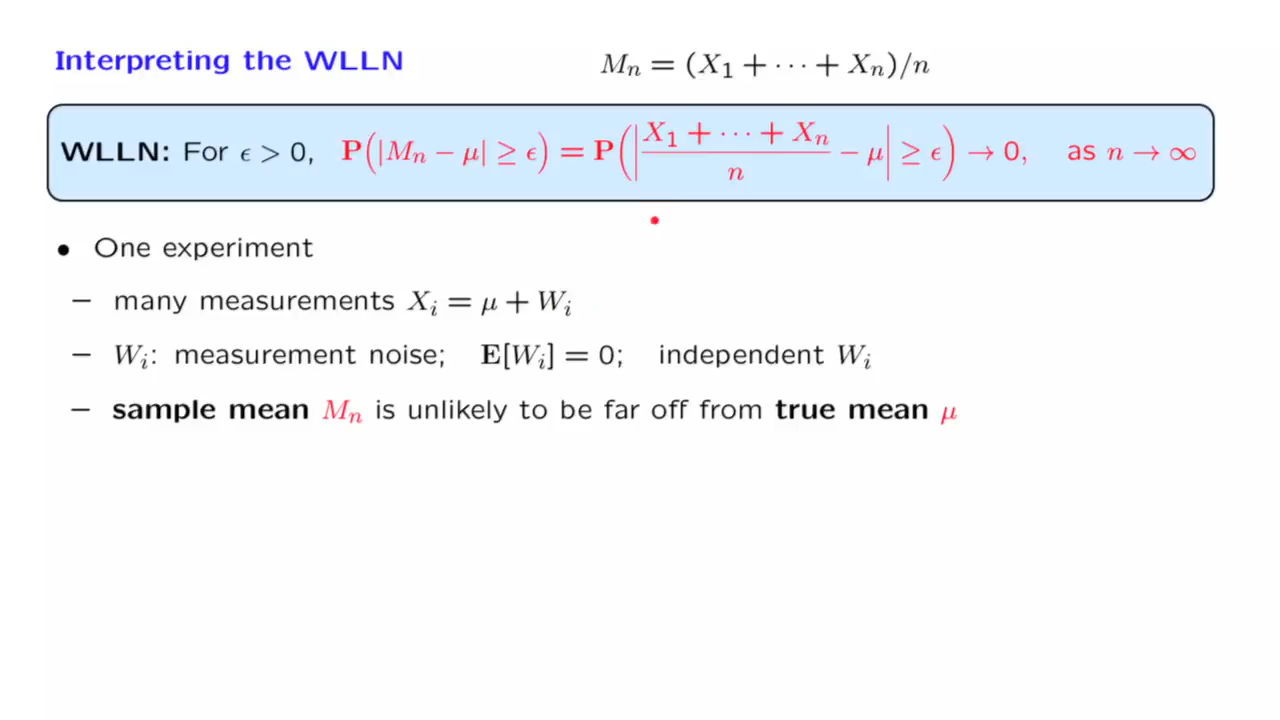 Interpreting the WLLN
Mₙ = (X₁ + ··· + Xₙ)/n
WLLN: For ϵ > 0, P(|Mₙ − μ| ≥ ϵ) = P(|(X₁ + ··· + Xₙ)/n − μ| ≥ ϵ) → 0, as n → ∞
• One experiment
– many measurements Xᵢ = μ + Wᵢ
– Wᵢ: measurement noise; E[Wᵢ] = 0; independent Wᵢ
– sample mean Mₙ is unlikely to be far off from true mean μ